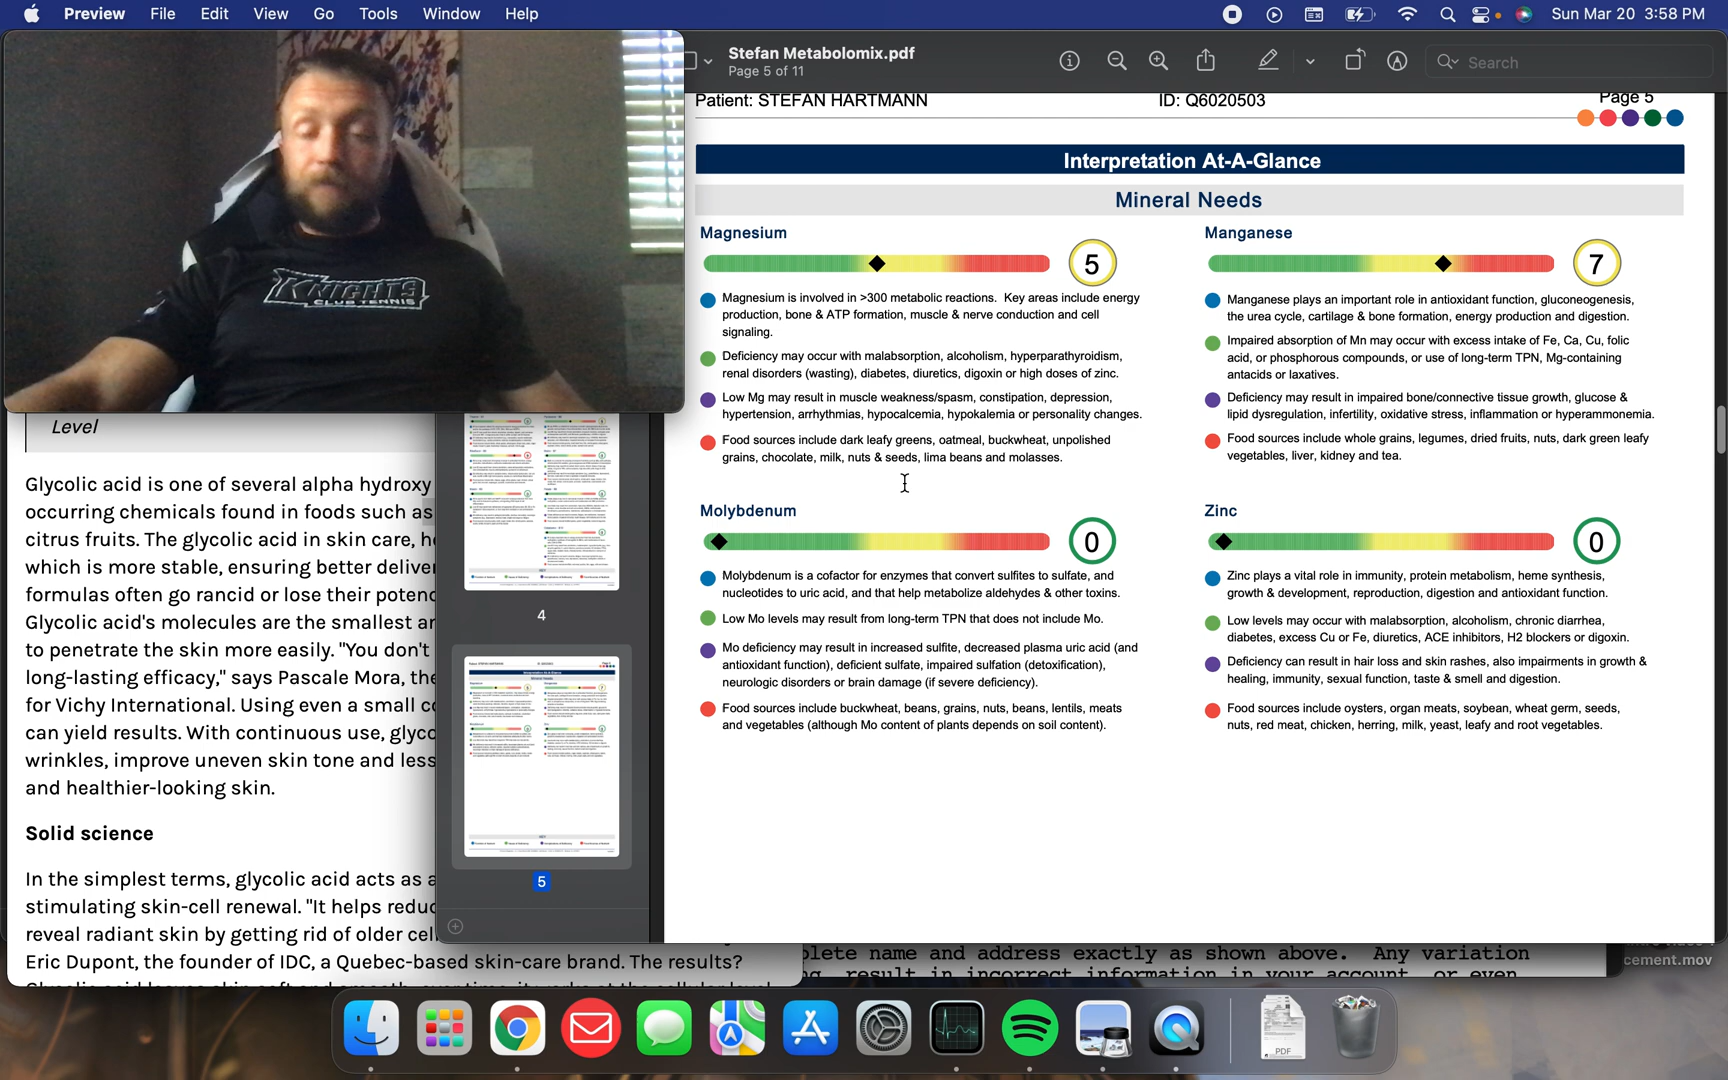 Preview File Edit View Go Tools Window Help
Sun Mar 20 3:58 PM
Stefan Metabolomix.pdf
Page 5 of 11
Search
Patient: STEFAN HARTMANN ID: Q6020503 Page 5
Interpretation At-A-Glance
Mineral Needs
Magnesium
5
Magnesium is involved in >300 metabolic reactions. Key areas include energy
production, bone & ATP formation, muscle & nerve conduction and cell
signaling.
Deficiency may occur with malabsorption, alcoholism, hyperparathyroidism,
renal disorders (wasting), diabetes, diuretics, digoxin or high doses of zinc.
Low Mg may result in muscle weakness/spasm, constipation, depression,
hypertension, arrhythmias, hypocalcemia, hypokalemia or personality changes.
Food sources include dark leafy greens, oatmeal, buckwheat, unpolished
grains, chocolate, milk, nuts & seeds, lima beans and molasses.
Manganese
7
Manganese plays an important role in antioxidant function, gluconeogenesis,
the urea cycle, cartilage & bone formation, energy production and digestion.
Impaired absorption of Mn may occur with excess intake of Fe, Ca, Cu, folic
acid, or phosphorous compounds, or use of long-term TPN, Mg-containing
antacids or laxatives.
Deficiency may result in impaired bone/connective tissue growth, glucose &
lipid dysregulation, infertility, oxidative stress, inflammation or hyperammonemia.
Food sources include whole grains, legumes, dried fruits, nuts, dark green leafy
vegetables, liver, kidney and tea.
Molybdenum
0
Molybdenum is a cofactor for enzymes that convert sulfites to sulfate, and
nucleotides to uric acid, and that help metabolize aldehydes & other toxins.
Low Mo levels may result from long-term TPN that does not include Mo.
Mo deficiency may result in increased sulfite, decreased plasma uric acid (and
antioxidant function), deficient sulfate, impaired sulfation (detoxification),
neurologic disorders or brain damage (if severe deficiency).
Food sources include buckwheat, beans, grains, nuts, beans, lentils, meats
and vegetables (although Mo content of plants depends on soil content).
Zinc
0
Zinc plays a vital role in immunity, protein metabolism, heme synthesis,
growth & development, reproduction, digestion and antioxidant function.
Low levels may occur with malabsorption, alcoholism, chronic diarrhea,
diabetes, excess Cu or Fe, diuretics, ACE inhibitors, H2 blockers or digoxin.
Deficiency can result in hair loss and skin rashes, also impairments in growth &
healing, immunity, sexual function, taste & smell and digestion.
Food sources include oysters, organ meats, soybean, wheat germ, seeds,
nuts, red meat, chicken, herring, milk, yeast, leafy and root vegetables.
KNIGHTS
CLUB TENNIS
4
5
Level
Glycolic acid is one of several alpha hydroxy
occurring chemicals found in foods such as
citrus fruits. The glycolic acid in skin care, h
which is more stable, ensuring better deliver
formulas often go rancid or lose their poten
Glycolic acid's molecules are the smallest a
to penetrate the skin more easily. "You don't
long-lasting efficacy," says Pascale Mora, the
for Vichy International. Using even a small c
can yield results. With continuous use, glyco
wrinkles, improve uneven skin tone and less
and healthier-looking skin.
Solid science
In the simplest terms, glycolic acid acts as a
stimulating skin-cell renewal. "It helps reduc
reveal radiant skin by getting rid of older cel
Eric Dupont, the founder of IDC, a Quebec-based skin-care brand. The results?
plete name and address exactly as shown above. Any variation
result in incorrect information in your account, or even
cement.mov
PDF